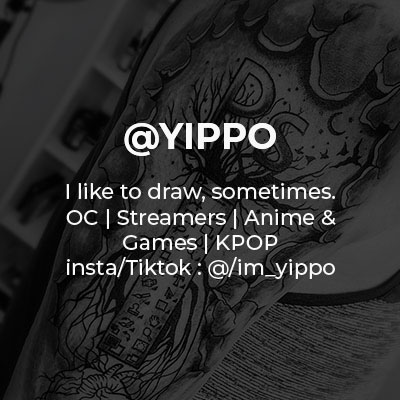 @YIPPO
I like to draw, sometimes.
OC | Streamers | Anime &
Games | KPOP
insta/Tiktok : @/im_yippo